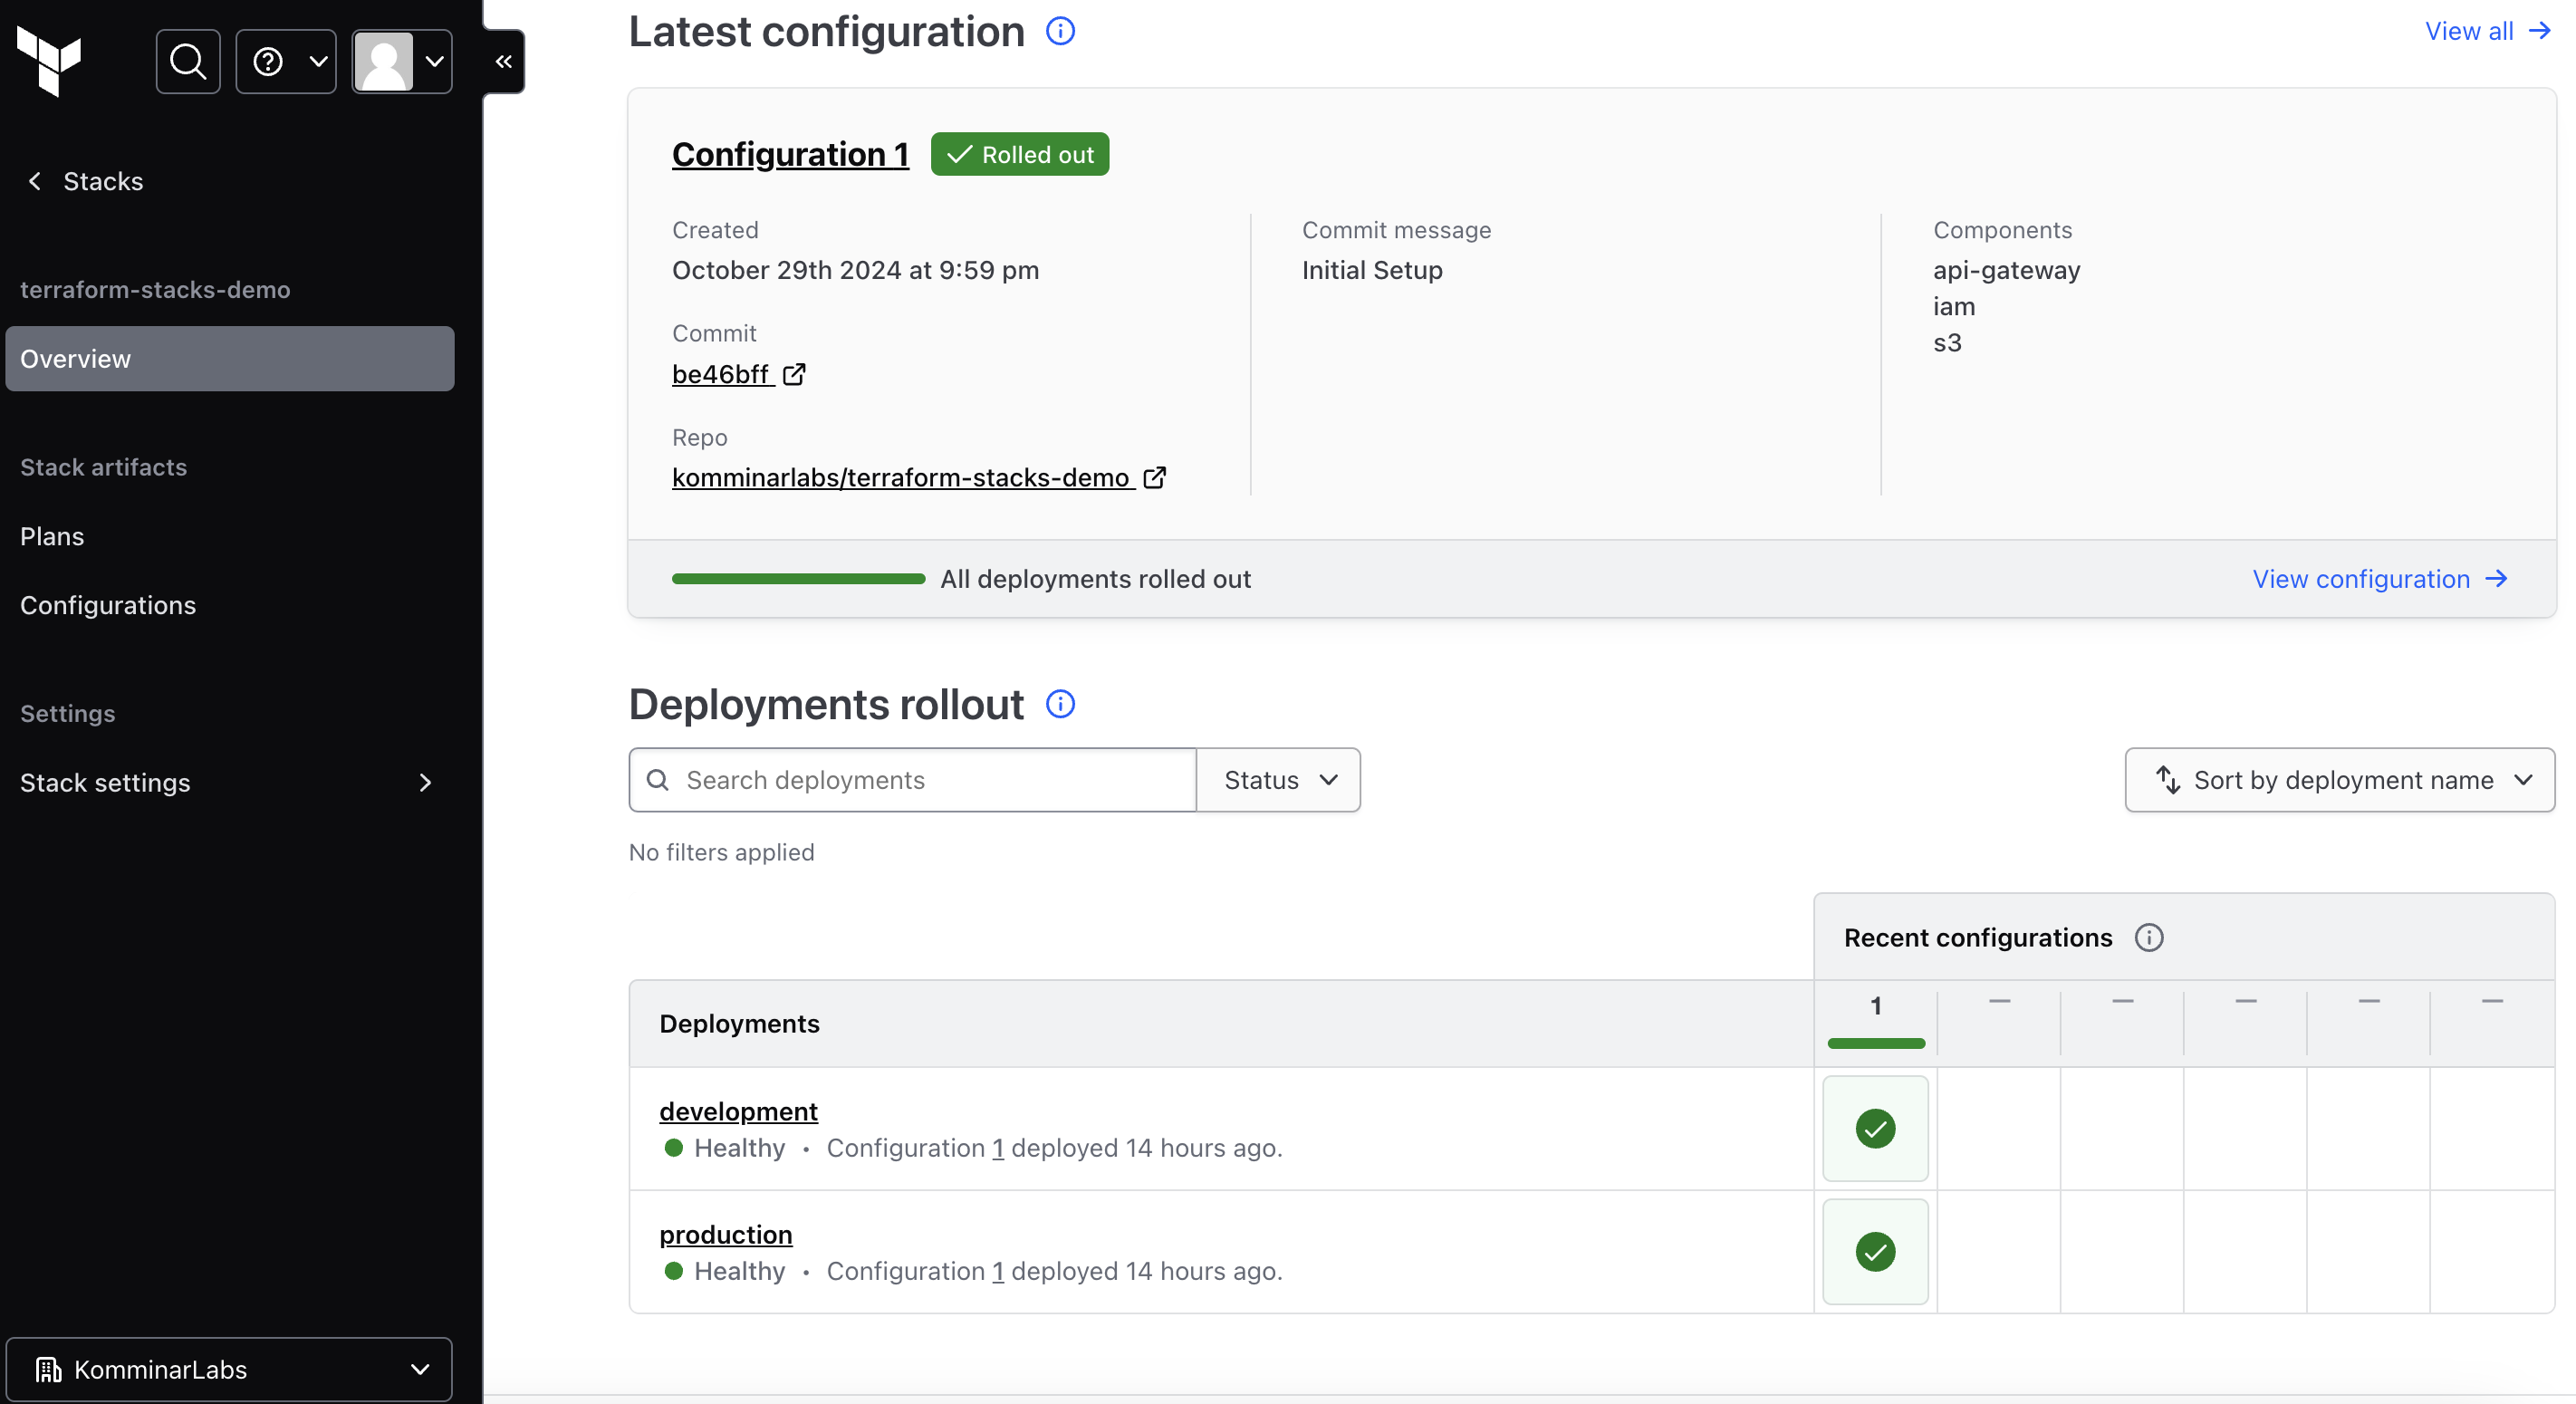 Stacks
terraform-stacks-demo
Overview
Stack artifacts
Plans
Configurations
Settings
Stack settings
KomminarLabs
Latest configuration
View all
Configuration 1
Rolled out
Created
October 29th 2024 at 9:59 pm
Commit
be46bff
Repo
komminarlabs/terraform-stacks-demo
Commit message
Initial Setup
Components
api-gateway
iam
s3
All deployments rolled out
View configuration
Deployments rollout
Search deployments
Status
Sort by deployment name
No filters applied
Recent configurations
Deployments
1 — — — — —
development
Healthy · Configuration 1 deployed 14 hours ago.
production
Healthy · Configuration 1 deployed 14 hours ago.